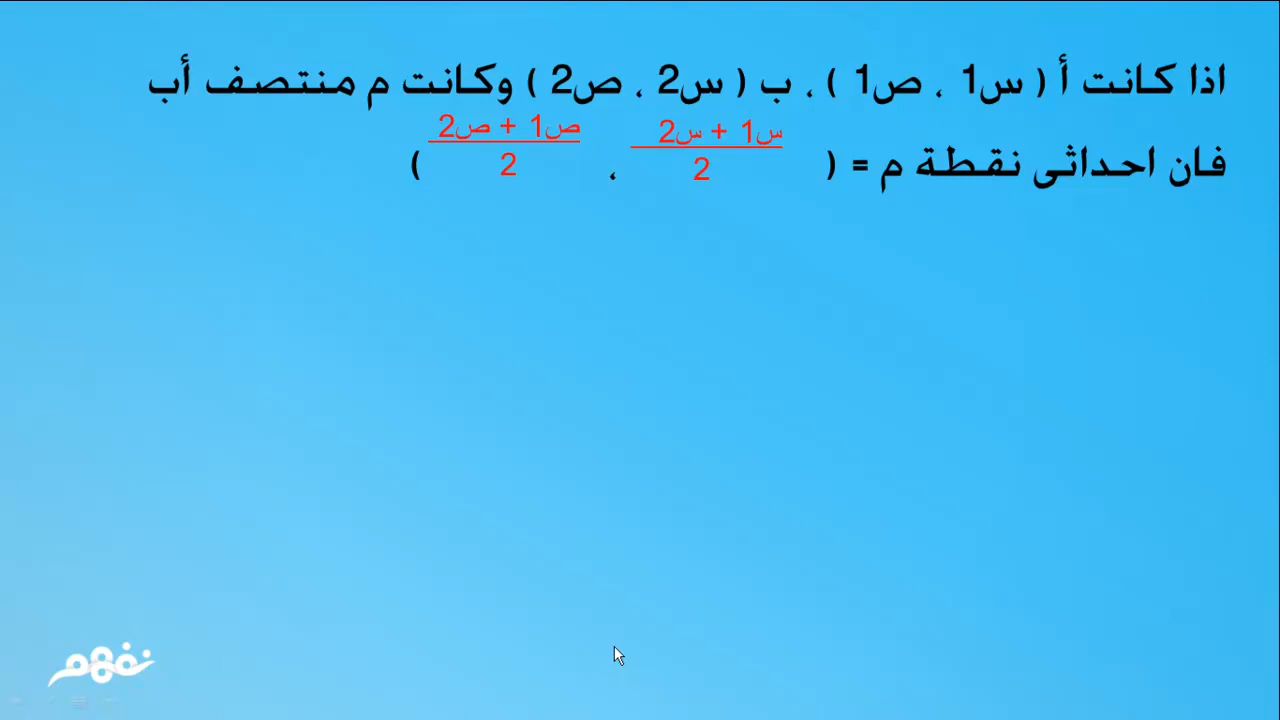 اذا كانت أ ( س1 ، ص1 ) ، ب ( س2 ، ص2 ) وكانت م منتصف أب
ص1 + ص2 س1 + س2
فان احداثى نقطة م = ( ، )
2 2
نفهم